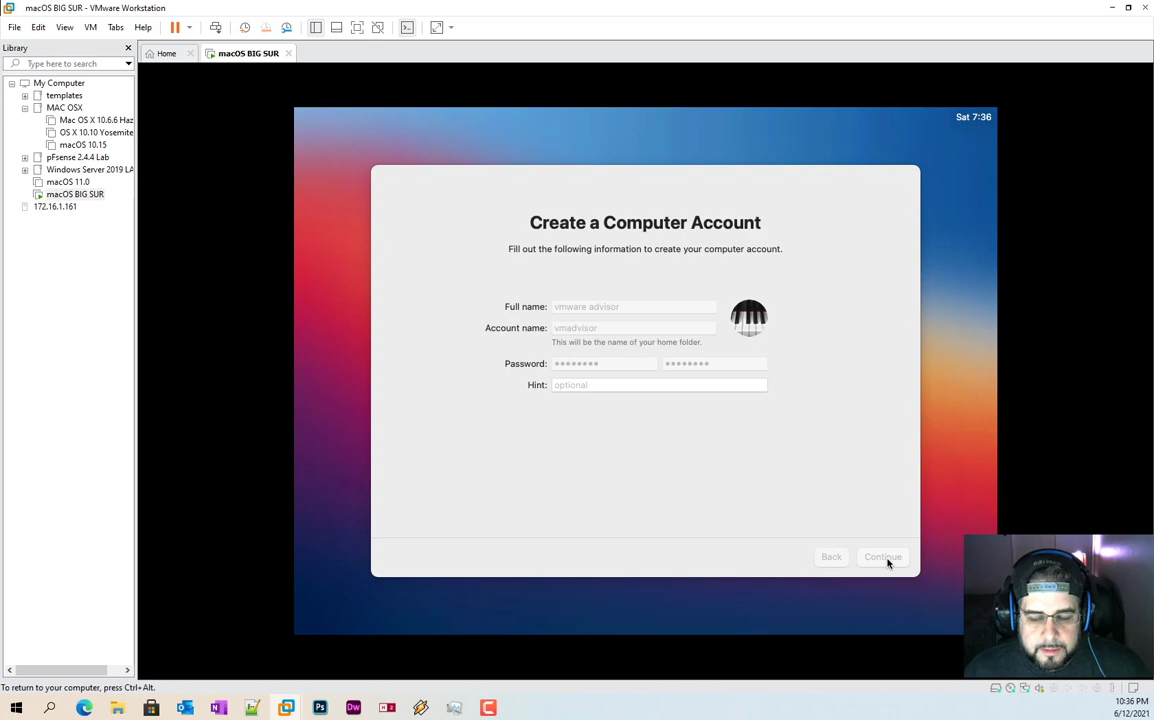 macOS BIG SUR - VMware Workstation
File Edit View VM Tabs Help
Library
Type here to search
Home
macOS BIG SUR
My Computer
templates
MAC OSX
Mac OS X 10.6.6 Haz
OS X 10.10 Yosemite
macOS 10.15
pFsense 2.4.4 Lab
Windows Server 2019 LA
macOS 11.0
macOS BIG SUR
172.16.1.161
Sat 7:36
Create a Computer Account
Fill out the following information to create your computer account.
Full name: vmware advisor
Account name: vmadvisor
This will be the name of your home folder.
Password: •••••••• ••••••••
Hint: optional
Back Continue
To return to your computer, press Ctrl+Alt.
10:36 PM
6/12/2021